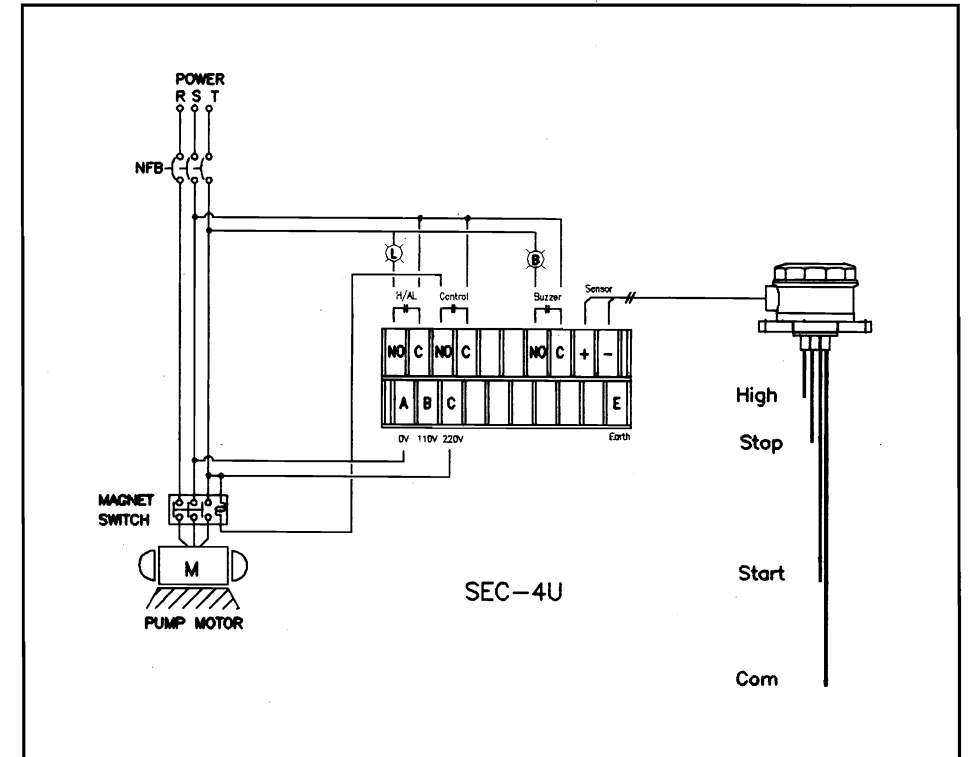 POWER
R S T
NFB
L
B
H/AL
Control
Buzzer
Sensor
NO C NO C NO C + -
A B C E
0V 110V 220V
Earth
High
Stop
MAGNET
SWITCH
M
PUMP MOTOR
SEC-4U
Start
Com